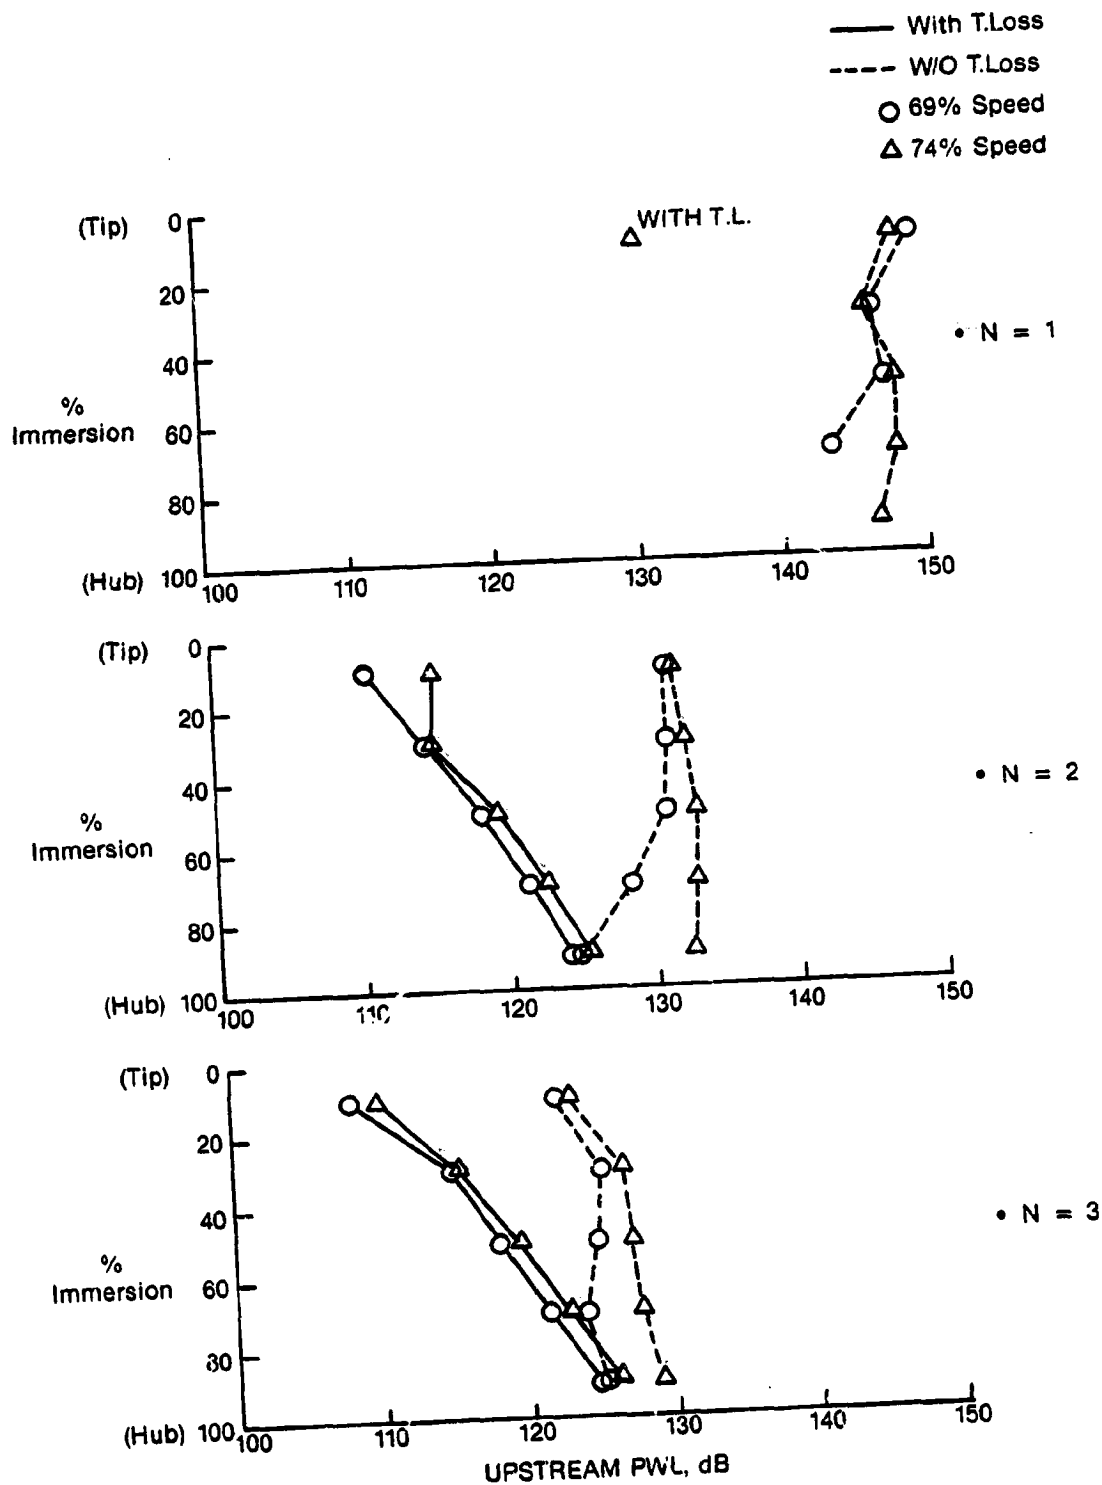 With T.Loss
W/O T.Loss
69% Speed
74% Speed
WITH T.L.
(Tip) 0
20
40
%
Immersion
60
80
(Hub) 100
100 110 120 130 140 150
• N = 1
(Tip) 0
20
40
%
Immersion
60
80
(Hub) 100
100 110 120 130 140 150
• N = 2
(Tip) 0
20
40
%
Immersion
60
80
(Hub) 100
100 110 120 130 140 150
• N = 3
UPSTREAM PWL, dB